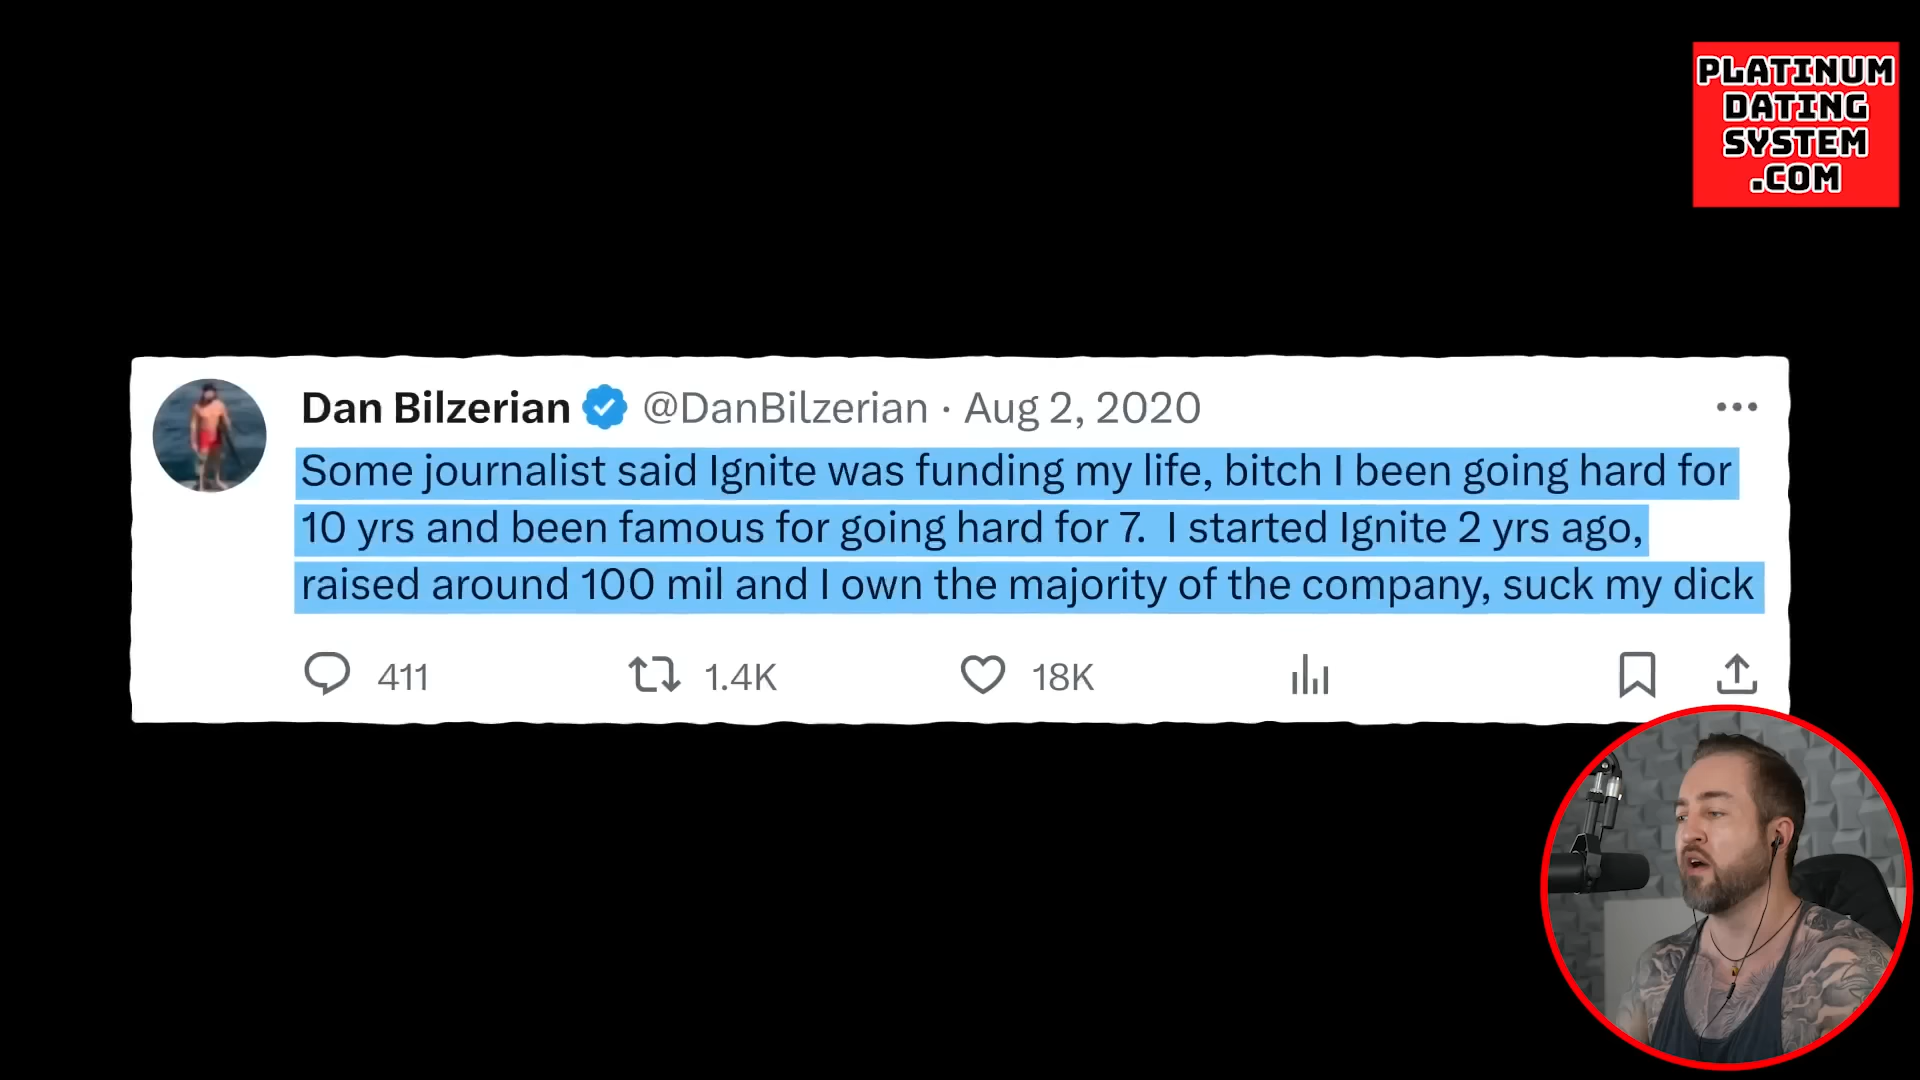 PLATINUM
DATING
SYSTEM
.COM
Dan Bilzerian @DanBilzerian · Aug 2, 2020
Some journalist said Ignite was funding my life, bitch I been going hard for
10 yrs and been famous for going hard for 7.  I started Ignite 2 yrs ago,
raised around 100 mil and I own the majority of the company, suck my dick
411 1.4K 18K